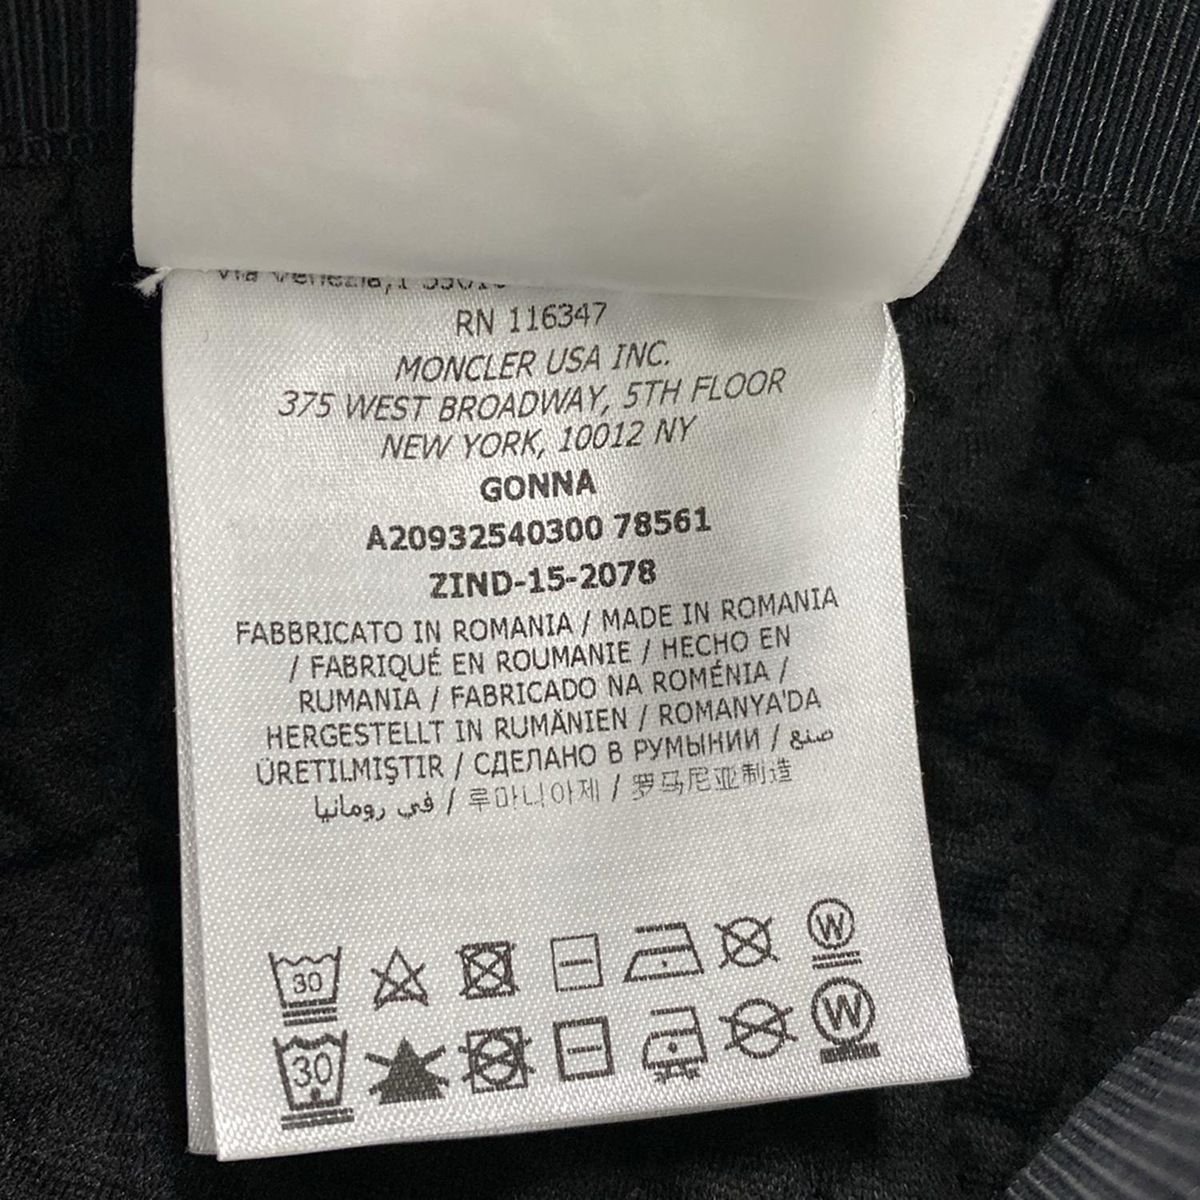 Via Venezia,1
RN 116347
MONCLER USA INC.
375 WEST BROADWAY, 5TH FLOOR
NEW YORK, 10012 NY
GONNA
A20932540300 78561
ZIND-15-2078
FABBRICATO IN ROMANIA / MADE IN ROMANIA
/ FABRIQUÉ EN ROUMANIE / HECHO EN
RUMANIA / FABRICADO NA ROMÉNIA /
HERGESTELLT IN RUMÄNIEN / ROMANYA'DA
ÜRETILMIŞTIR / СДЕЛАНО В РУМЫНИИ / صنع
في رومانيا / 루마니아제 / 罗马尼亚制造
30 W
30 W